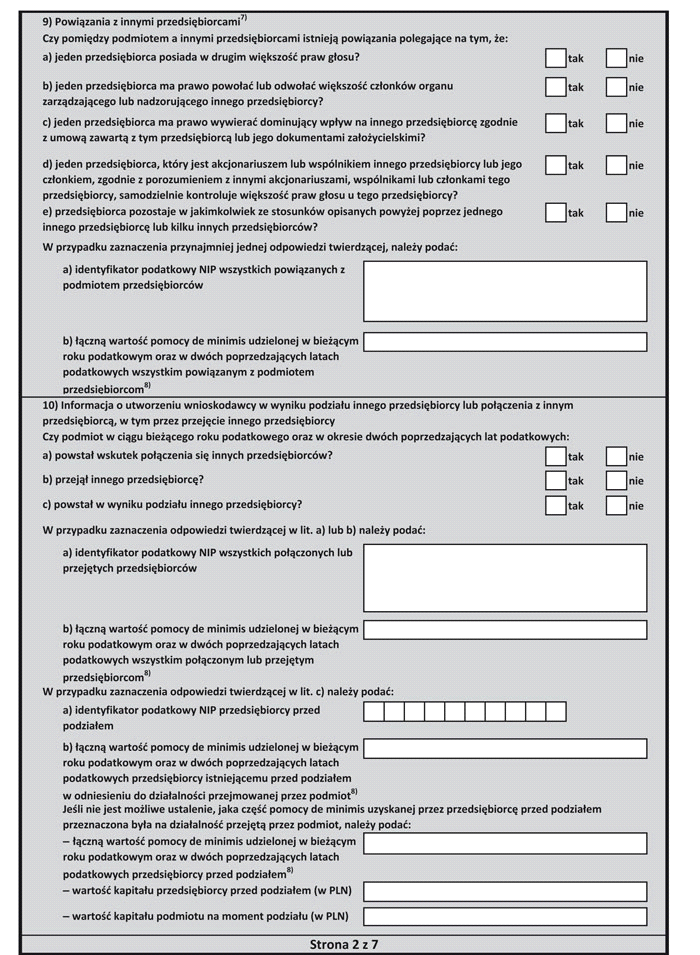 9) Powiązania z innymi przedsiębiorcami7)
Czy pomiędzy podmiotem a innymi przedsiębiorcami istnieją powiązania polegające na tym, że:
a) jeden przedsiębiorca posiada w drugim większość praw głosu?
tak
nie
b) jeden przedsiębiorca ma prawo powołać lub odwołać większość członków organu
zarządzającego lub nadzorującego innego przedsiębiorcy?
tak
nie
c) jeden przedsiębiorca ma prawo wywierać dominujący wpływ na innego przedsiębiorcę zgodnie
z umową zawartą z tym przedsiębiorcą lub jego dokumentami założycielskimi?
tak
nie
d) jeden przedsiębiorca, który jest akcjonariuszem lub wspólnikiem innego przedsiębiorcy lub jego
członkiem, zgodnie z porozumieniem z innymi akcjonariuszami, wspólnikami lub członkami tego
przedsiębiorcy, samodzielnie kontroluje większość praw głosu u tego przedsiębiorcy?
tak
nie
e) przedsiębiorca pozostaje w jakimkolwiek ze stosunków opisanych powyżej poprzez jednego
innego przedsiębiorcę lub kilku innych przedsiębiorców?
tak
nie
W przypadku zaznaczenia przynajmniej jednej odpowiedzi twierdzącej, należy podać:
a) identyfikator podatkowy NIP wszystkich powiązanych z
podmiotem przedsiębiorców
b) łączną wartość pomocy de minimis udzielonej w bieżącym
roku podatkowym oraz w dwóch poprzedzających latach
podatkowych wszystkim powiązanym z podmiotem
przedsiębiorcom8)
10) Informacja o utworzeniu wnioskodawcy w wyniku podziału innego przedsiębiorcy lub połączenia z innym
przedsiębiorcą, w tym przez przejęcie innego przedsiębiorcy
Czy podmiot w ciągu bieżącego roku podatkowego oraz w okresie dwóch poprzedzających lat podatkowych:
a) powstał wskutek połączenia się innych przedsiębiorców?
tak
nie
b) przejął innego przedsiębiorcę?
tak
nie
c) powstał w wyniku podziału innego przedsiębiorcy?
tak
nie
W przypadku zaznaczenia odpowiedzi twierdzącej w lit. a) lub b) należy podać:
a) identyfikator podatkowy NIP wszystkich połączonych lub
przejętych przedsiębiorców
b) łączną wartość pomocy de minimis udzielonej w bieżącym
roku podatkowym oraz w dwóch poprzedzających latach
podatkowych wszystkim połączonym lub przejętym
przedsiębiorcom8)
W przypadku zaznaczenia odpowiedzi twierdzącej w lit. c) należy podać:
a) identyfikator podatkowy NIP przedsiębiorcy przed
podziałem
b) łączną wartość pomocy de minimis udzielonej w bieżącym
roku podatkowym oraz w dwóch poprzedzających latach
podatkowych przedsiębiorcy istniejącemu przed podziałem
w odniesieniu do działalności przejmowanej przez podmiot8)
Jeśli nie jest możliwe ustalenie, jaka część pomocy de minimis uzyskanej przez przedsiębiorcę przed podziałem
przeznaczona była na działalność przejętą przez podmiot, należy podać:
– łączną wartość pomocy de minimis udzielonej w bieżącym
roku podatkowym oraz w dwóch poprzedzających latach
podatkowych przedsiębiorcy przed podziałem8)
– wartość kapitału przedsiębiorcy przed podziałem (w PLN)
– wartość kapitału podmiotu na moment podziału (w PLN)
Strona 2 z 7